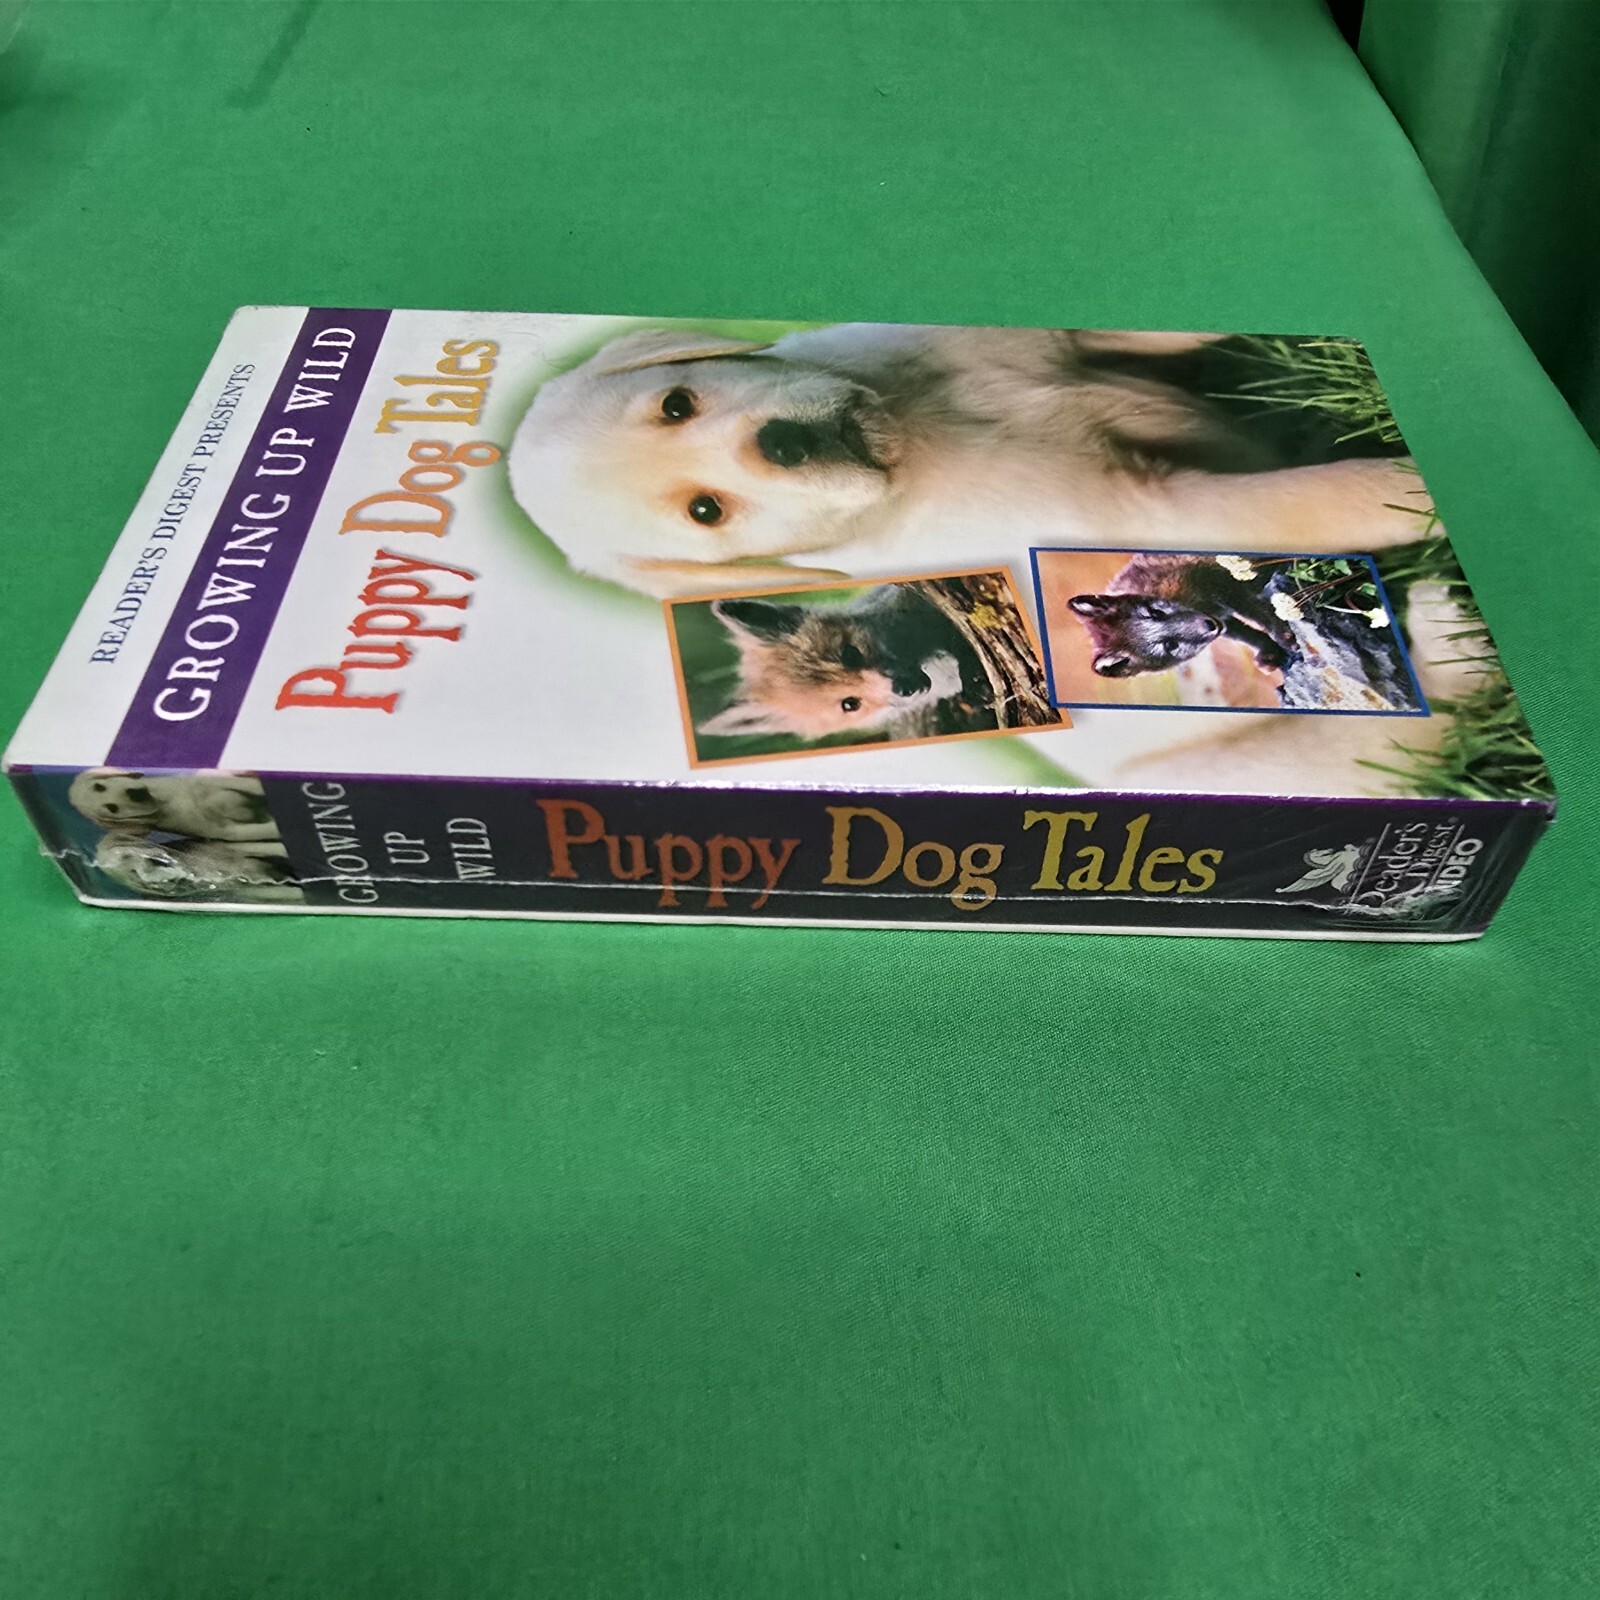 READER'S DIGEST PRESENTS
GROWING UP WILD
Puppy Dog Tales
GROWING
UP
WILD
Puppy Dog Tales
Reader's
Digest®
VIDEO